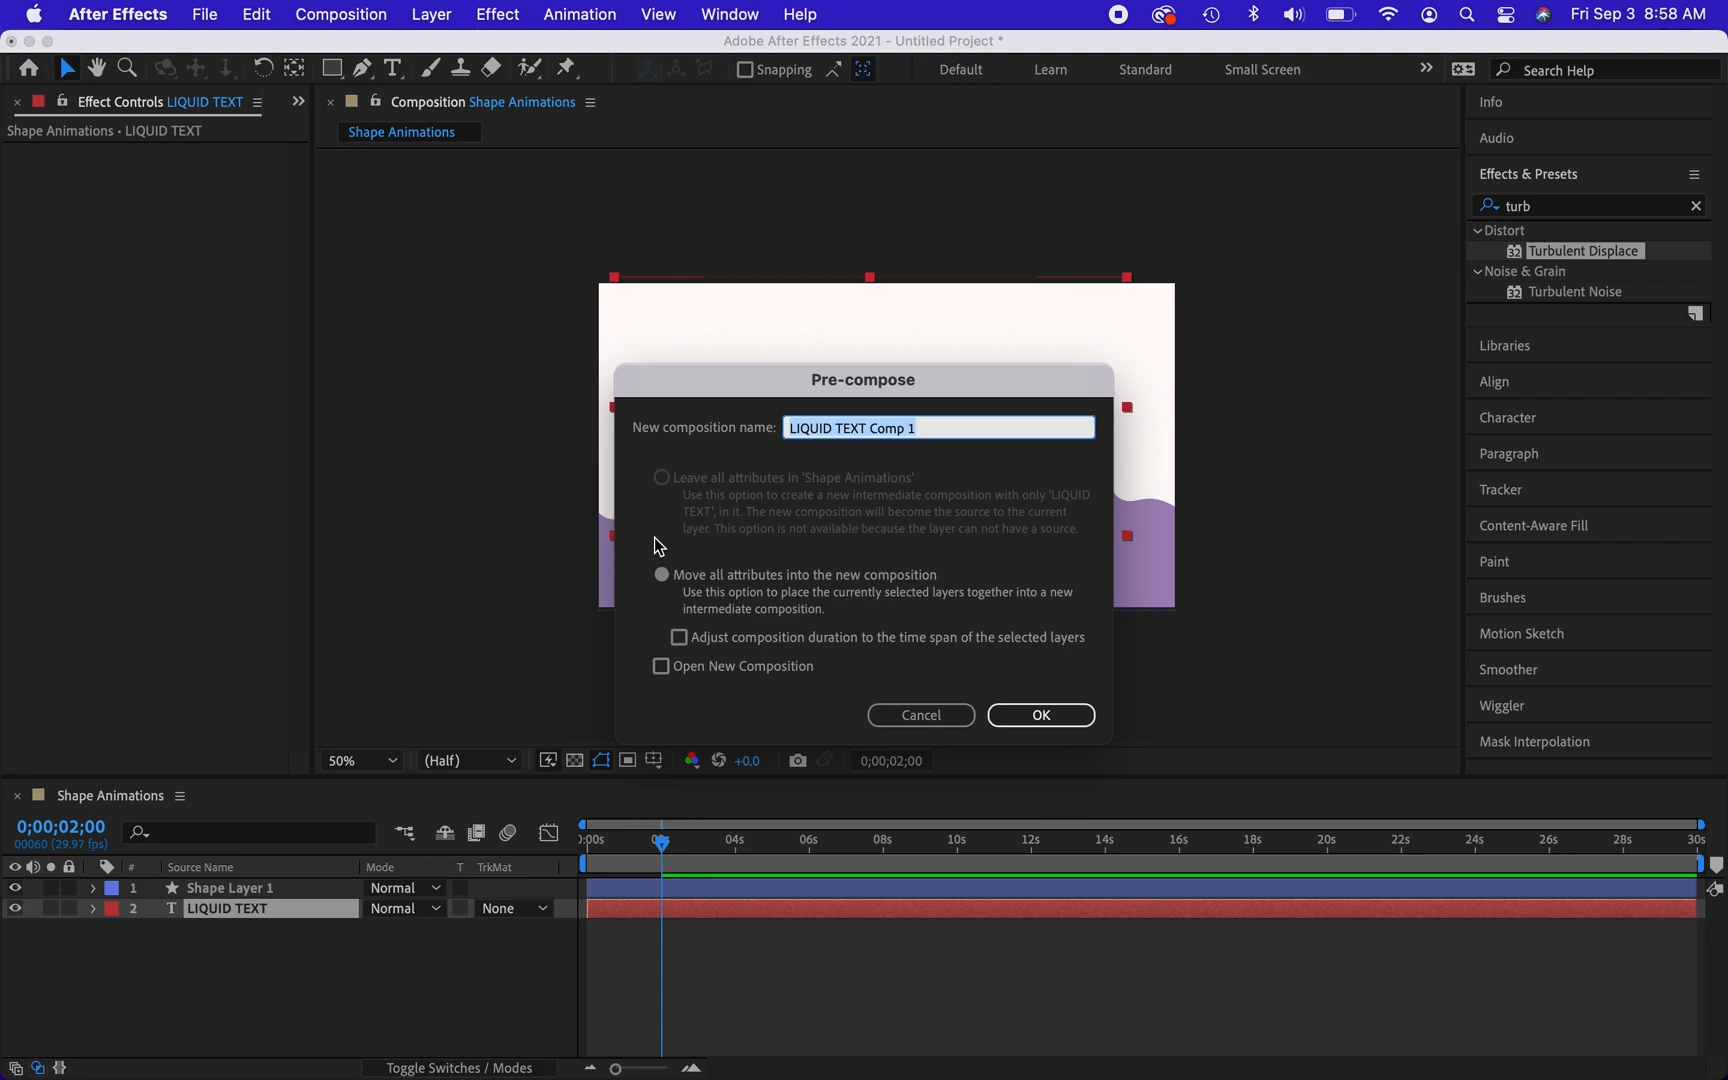 After Effects File Edit Composition Layer Effect Animation View Window Help Fri Sep 3 8:58 AM
Adobe After Effects 2021 - Untitled Project *
Snapping Default Learn Standard Small Screen Search Help
Effect Controls LIQUID TEXT
Composition Shape Animations
Info
Shape Animations • LIQUID TEXT
Shape Animations
Audio
Effects & Presets
turb
Distort
32 Turbulent Displace
Noise & Grain
32 Turbulent Noise
Libraries
Align
Character
Paragraph
Tracker
Content-Aware Fill
Paint
Brushes
Motion Sketch
Smoother
Wiggler
Mask Interpolation
Pre-compose
New composition name: LIQUID TEXT Comp 1
Leave all attributes in 'Shape Animations'
Use this option to create a new intermediate composition with only 'LIQUID
TEXT', in it. The new composition will become the source to the current
layer. This option is not available because the layer can not have a source.
Move all attributes into the new composition
Use this option to place the currently selected layers together into a new
intermediate composition.
Adjust composition duration to the time span of the selected layers
Open New Composition
Cancel OK
50% (Half) +0.0 0;00;02;00
Shape Animations
0;00;02;00
00060 (29.97 fps)
04s 06s 08s 10s 12s 14s 16s 18s 20s 22s 24s 26s 28s 30s
# Source Name Mode T TrkMat
1 Shape Layer 1 Normal
2 T LIQUID TEXT Normal None
Toggle Switches / Modes